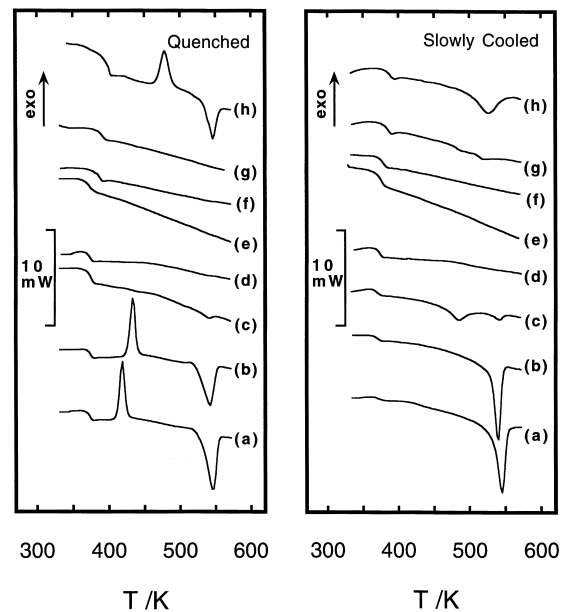 Quenched
exo
(h)
(g)
(f)
(e)
(d)
10
mW
(c)
(b)
(a)
300 400 500 600
T /K
Slowly Cooled
exo
(h)
(g)
(f)
(e)
(d)
10
mW
(c)
(b)
(a)
300 400 500 600
T /K